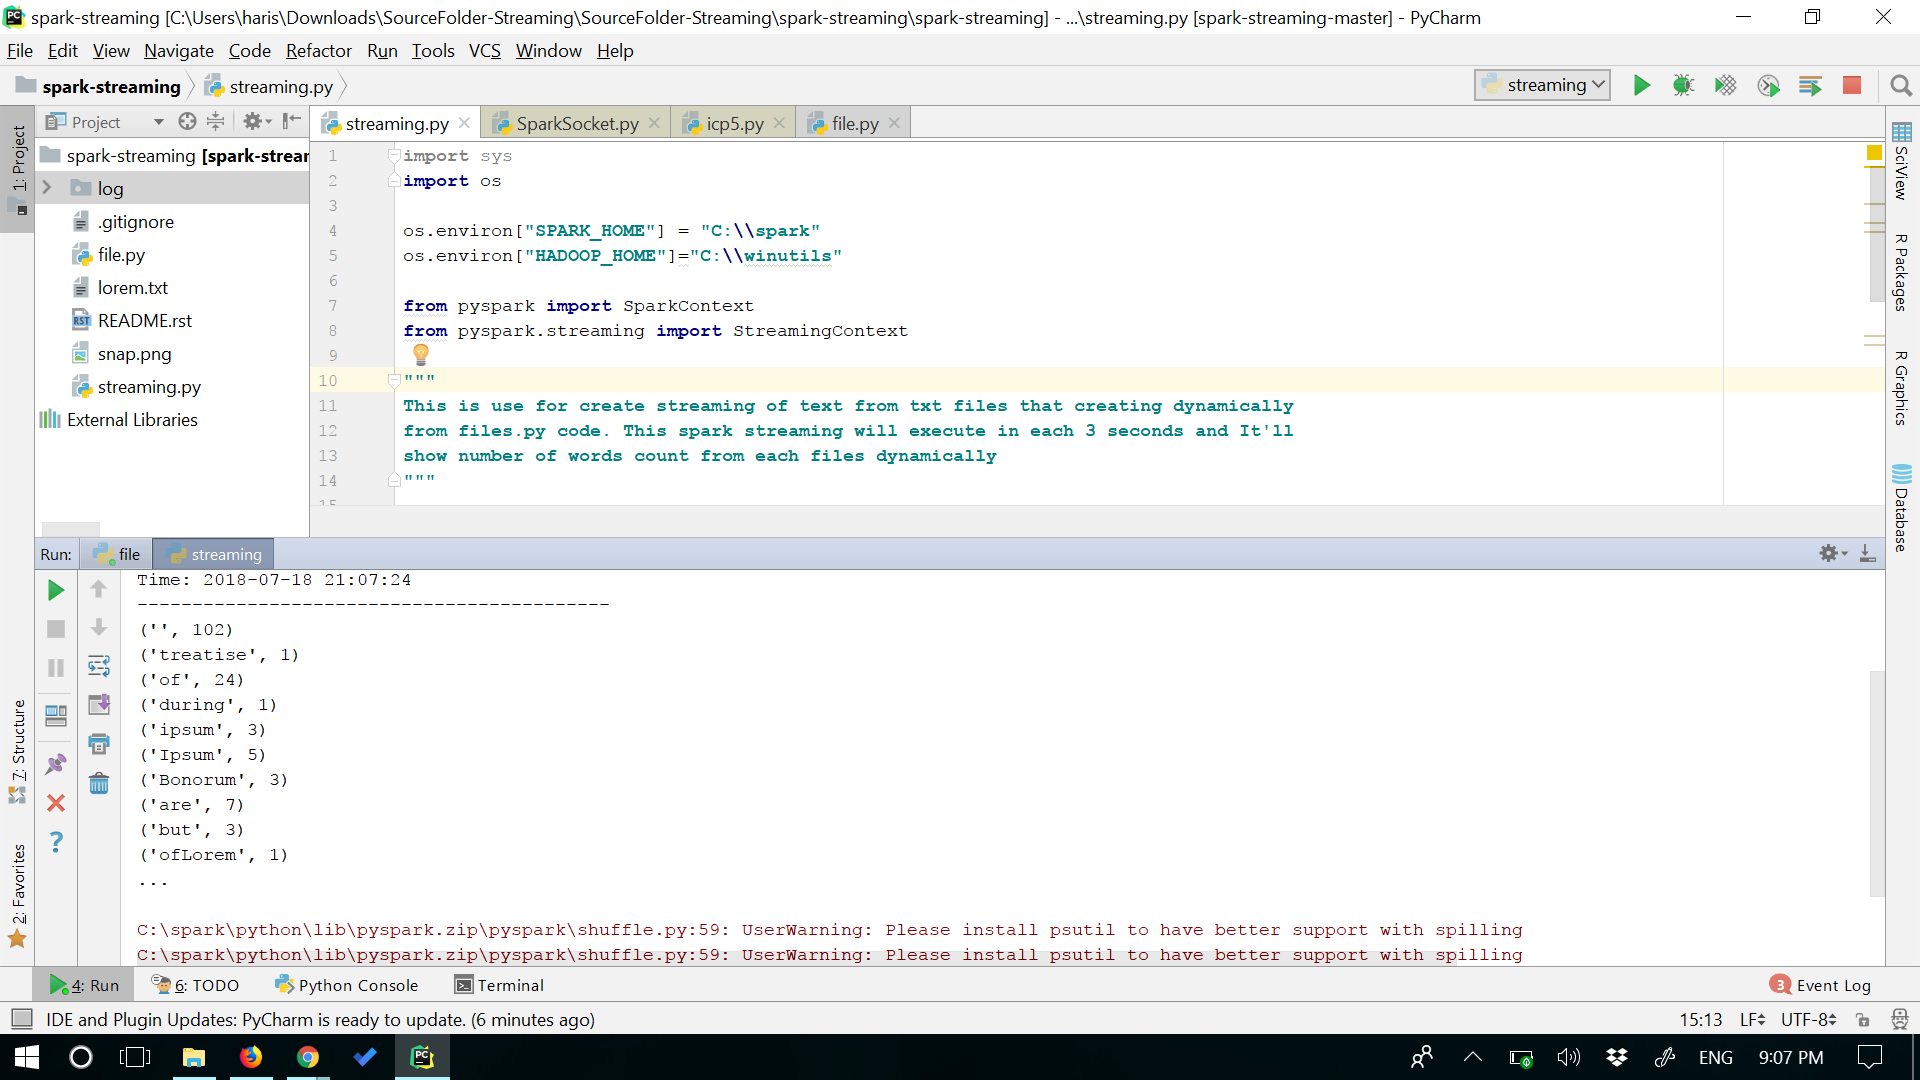 spark-streaming [C:\Users\haris\Downloads\SourceFolder-Streaming\SourceFolder-Streaming\spark-streaming\spark-streaming] - ...\streaming.py [spark-streaming-master] - PyCharm
File Edit View Navigate Code Refactor Run Tools VCS Window Help
spark-streaming streaming.py streaming
Project streaming.py SparkSocket.py icp5.py file.py
1: Project
spark-streaming [spark-strear
log
.gitignore
file.py
lorem.txt
README.rst
snap.png
streaming.py
External Libraries
1 import sys
2 import os
3
4 os.environ["SPARK_HOME"] = "C:\\spark"
5 os.environ["HADOOP_HOME"]="C:\\winutils"
6
7 from pyspark import SparkContext
8 from pyspark.streaming import StreamingContext
9
10 """
11 This is use for create streaming of text from txt files that creating dynamically
12 from files.py code. This spark streaming will execute in each 3 seconds and It'll
13 show number of words count from each files dynamically
14 """
15
SciView
R Packages
R Graphics
Database
Run: file streaming
Time: 2018-07-18 21:07:24
-------------------------------------------
('', 102)
('treatise', 1)
('of', 24)
('during', 1)
('ipsum', 3)
('Ipsum', 5)
('Bonorum', 3)
('are', 7)
('but', 3)
('ofLorem', 1)
...
C:\spark\python\lib\pyspark.zip\pyspark\shuffle.py:59: UserWarning: Please install psutil to have better support with spilling
C:\spark\python\lib\pyspark.zip\pyspark\shuffle.py:59: UserWarning: Please install psutil to have better support with spilling
7: Structure
2: Favorites
4: Run 6: TODO Python Console Terminal 3 Event Log
IDE and Plugin Updates: PyCharm is ready to update. (6 minutes ago) 15:13 LF UTF-8
PC ENG 9:07 PM